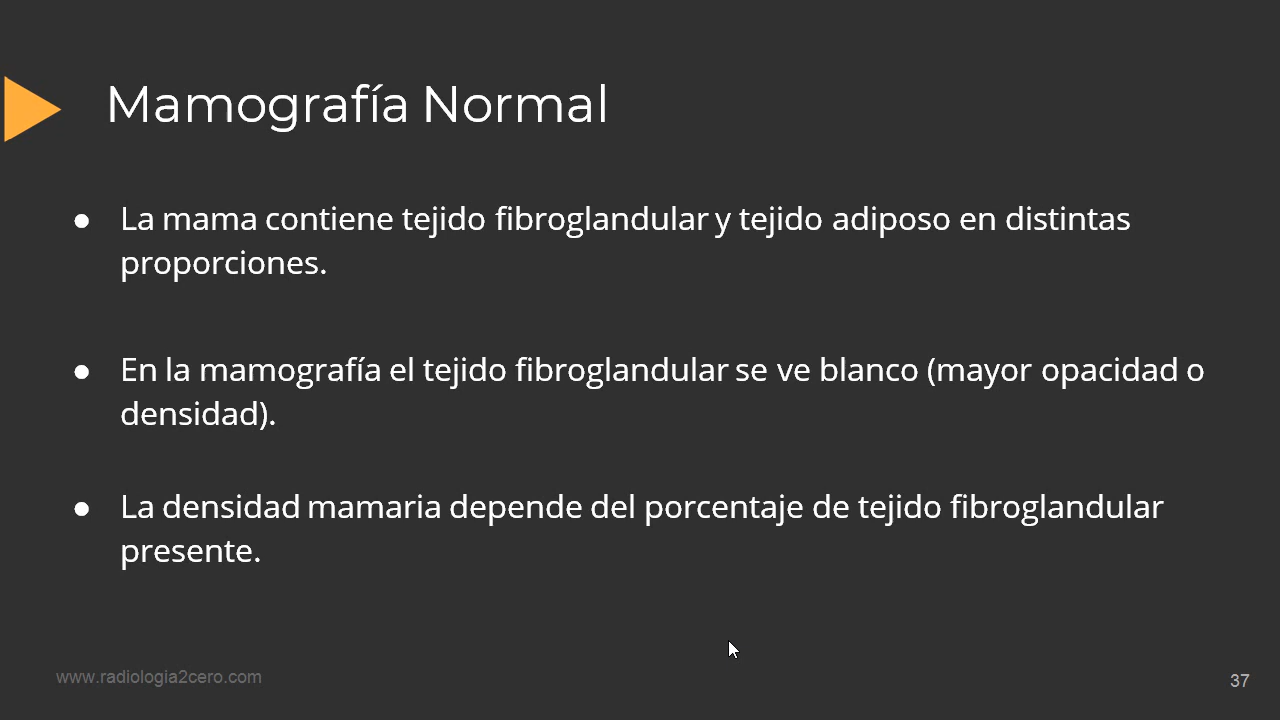 Mamografía Normal
● La mama contiene tejido fibroglandular y tejido adiposo en distintas
proporciones.
● En la mamografía el tejido fibroglandular se ve blanco (mayor opacidad o
densidad).
● La densidad mamaria depende del porcentaje de tejido fibroglandular
presente.
www.radiologia2cero.com
37